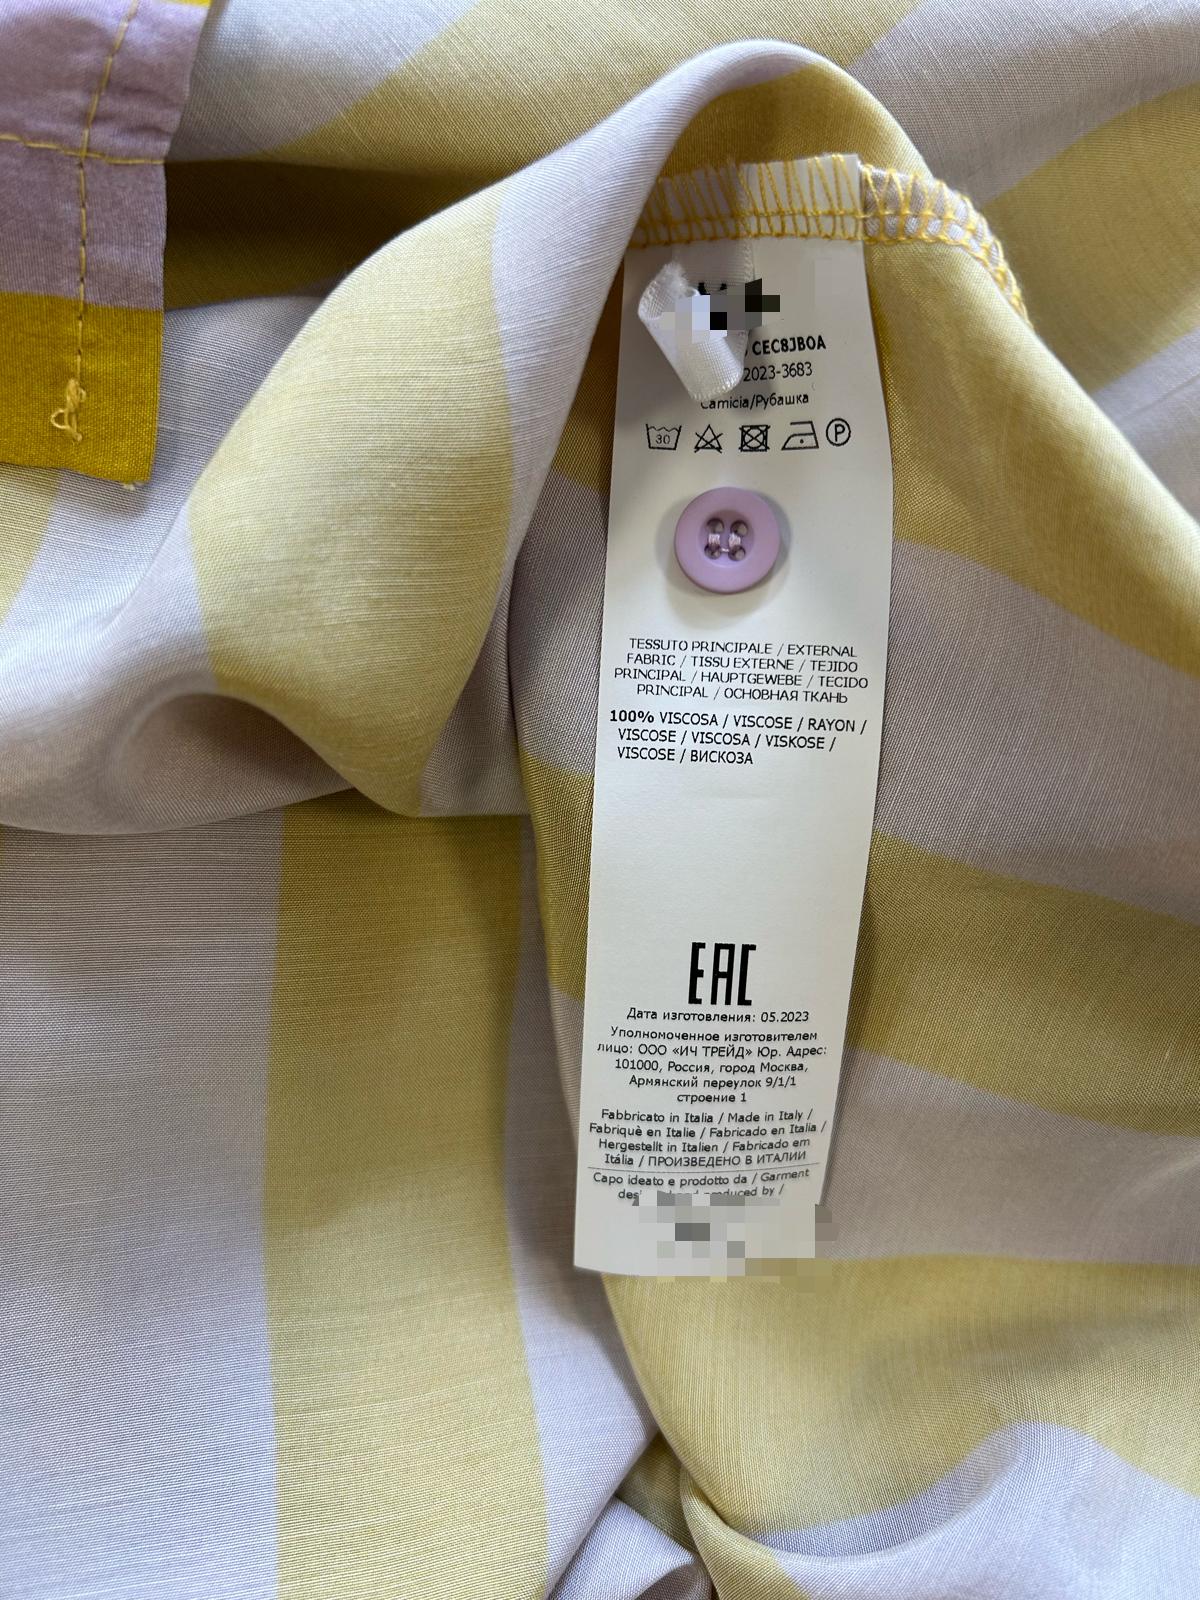 CEC8JB0A
2023-3683
Camicia/Рубашка
30
P
TESSUTO PRINCIPALE / EXTERNAL
FABRIC / TISSU EXTERNE / TEJIDO
PRINCIPAL / HAUPTGEWEBE / TECIDO
PRINCIPAL / ОСНОВНАЯ ТКАНЬ
100% VISCOSA / VISCOSE / RAYON /
VISCOSE / VISCOSA / VISKOSE /
VISCOSE / ВИСКОЗА
EAC
Дата изготовления: 05.2023
Уполномоченное изготовителем
лицо: ООО «ИЧ ТРЕЙД» Юр. Адрес:
101000, Россия, город Москва,
Армянский переулок 9/1/1
строение 1
Fabbricato in Italia / Made in Italy /
Fabriquè en Italie / Fabricado en Italia /
Hergestellt in Italien / Fabricado em
Itália / ПРОИЗВЕДЕНО В ИТАЛИИ
Capo ideato e prodotto da / Garment
by /